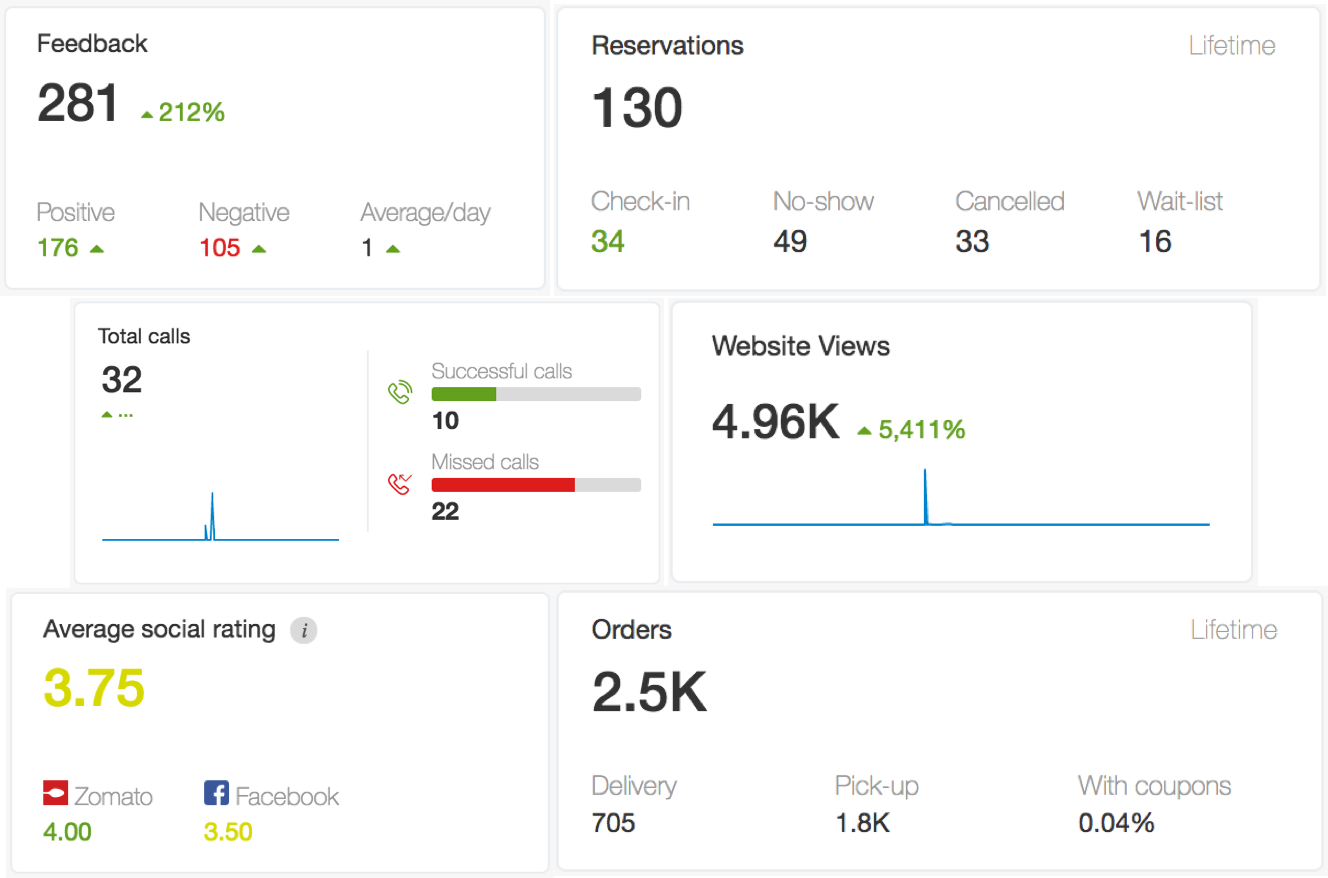 Feedback
281 212%
Positive Negative Average/day
176 105 1
Reservations Lifetime
130
Check-in No-show Cancelled Wait-list
34 49 33 16
Total calls
32
...
Successful calls
10
Missed calls
22
Website Views
4.96K 5,411%
Average social rating i
3.75
Zomato Facebook
4.00 3.50
Orders Lifetime
2.5K
Delivery Pick-up With coupons
705 1.8K 0.04%